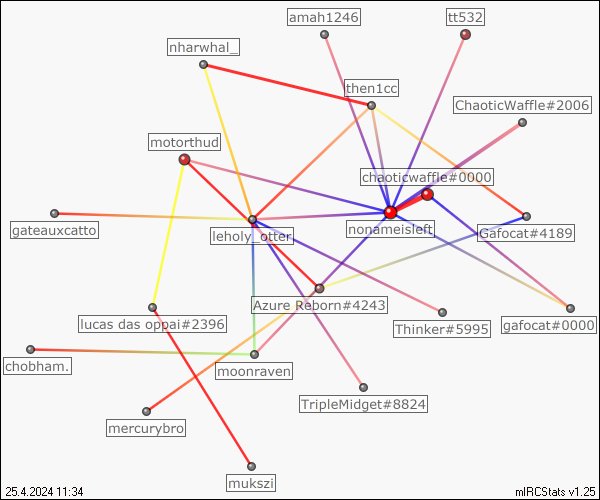 amah1246
tt532
nharwhal_
then1cc
ChaoticWaffle#2006
motorthud
chaoticwaffle#0000
gateauxcatto
leholy_otter
nonameisleft
Gafocat#4189
Azure Reborn#4243
lucas das oppai#2396
Thinker#5995
gafocat#0000
chobham.
moonraven
TripleMidget#8824
mercurybro
mukszi
25.4.2024 11:34
mIRCStats v1.25